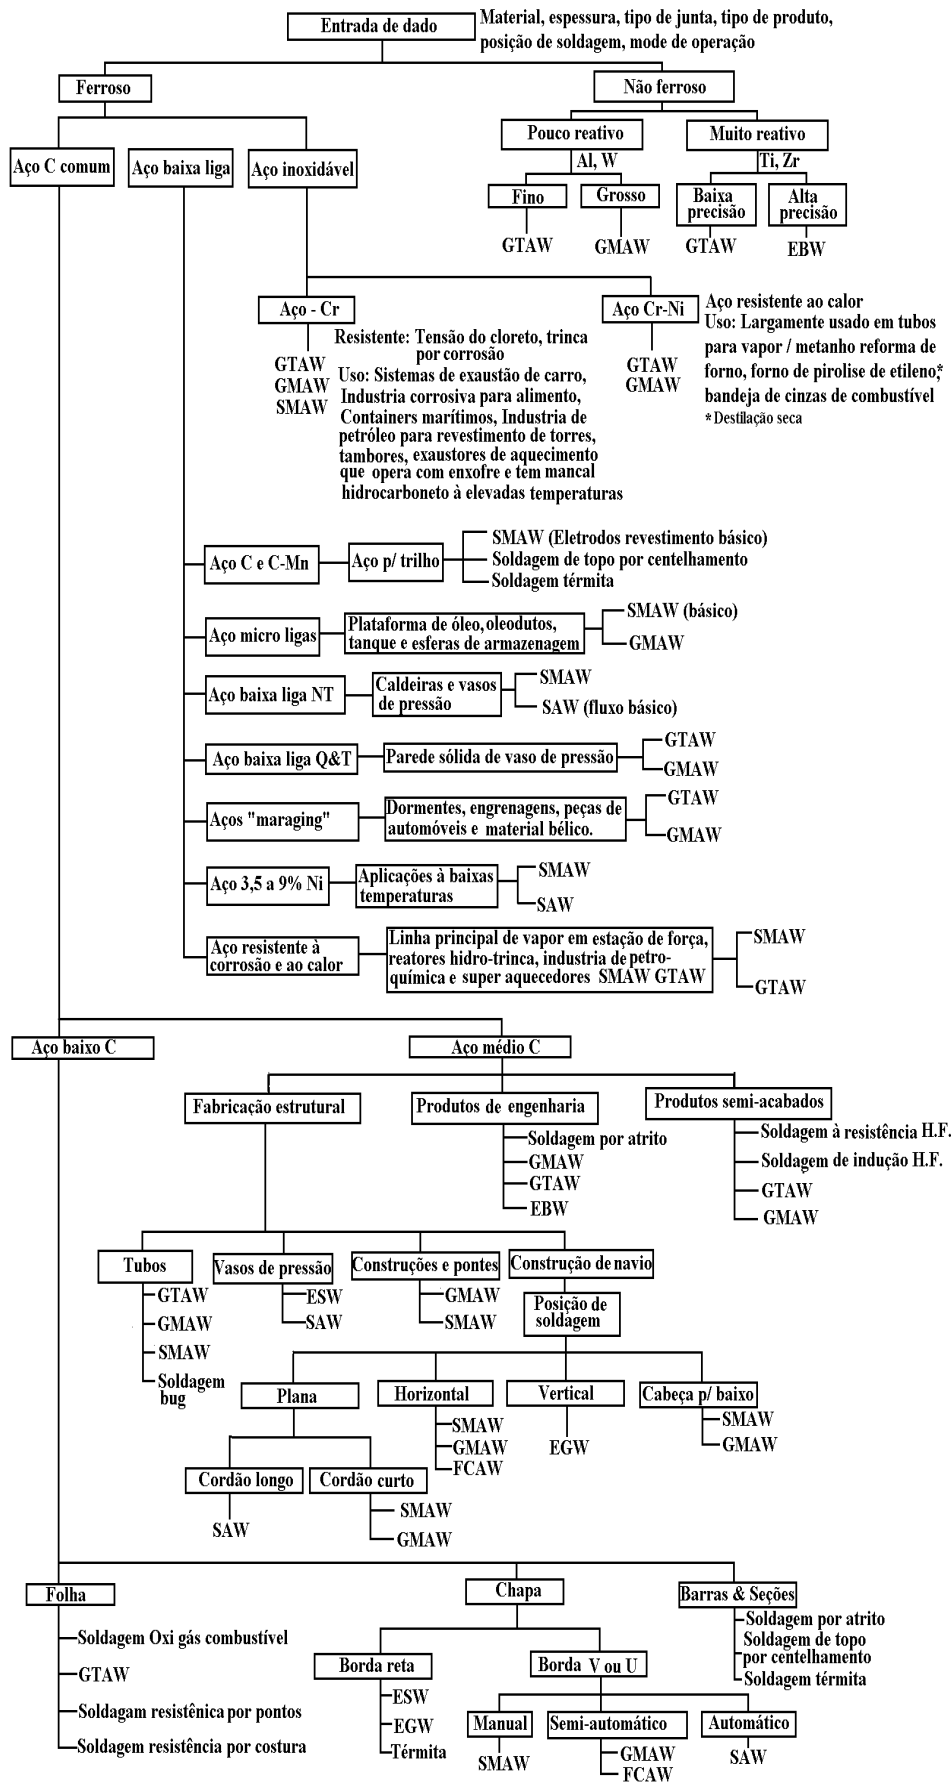 Entrada de dado
Material, espessura, tipo de junta, tipo de produto,
posição de soldagem, mode de operação
Ferroso
Não ferroso
Pouco reativo
Muito reativo
Al, W
Ti, Zr
Fino
Grosso
Baixa
precisão
Alta
precisão
GTAW
GMAW
GTAW
EBW
Aço C comum
Aço baixa liga
Aço inoxidável
Aço - Cr
GTAW
GMAW
SMAW
Resistente: Tensão do cloreto, trinca
por corrosão
Uso: Sistemas de exaustão de carro,
Industria corrosiva para alimento,
Containers marítimos, Industria de
petróleo para revestimento de torres,
tambores, exaustores de aquecimento
que opera com enxofre e tem mancal
hidrocarboneto à elevadas temperaturas
Aço Cr-Ni
GTAW
GMAW
Aço resistente ao calor
Uso: Largamente usado em tubos
para vapor / metanho reforma de
forno, forno de pirolise de etileno,*
bandeja de cinzas de combustível
* Destilação seca
Aço C e C-Mn
Aço p/ trilho
SMAW (Eletrodos revestimento básico)
Soldagem de topo por centelhamento
Soldagem térmita
Aço micro ligas
Plataforma de óleo, oleodutos,
tanque e esferas de armazenagem
SMAW (básico)
GMAW
Aço baixa liga NT
Caldeiras e vasos
de pressão
SMAW
SAW (fluxo básico)
Aço baixa liga Q&T
Parede sólida de vaso de pressão
GTAW
GMAW
Aços "maraging"
Dormentes, engrenagens, peças de
automóveis e material bélico.
GTAW
GMAW
Aço 3,5 a 9% Ni
Aplicações à baixas
temperaturas
SMAW
SAW
Aço resistente à
corrosão e ao calor
Linha principal de vapor em estação de força,
reatores hidro-trinca, industria de petro-
química e super aquecedores SMAW GTAW
SMAW
GTAW
Aço baixo C
Aço médio C
Fabricação estrutural
Produtos de engenharia
Soldagem por atrito
GMAW
GTAW
EBW
Produtos semi-acabados
Soldagem à resistência H.F.
Soldagem de indução H.F.
GTAW
GMAW
Tubos
GTAW
GMAW
SMAW
Soldagem
bug
Vasos de pressão
ESW
SAW
Construções e pontes
GMAW
SMAW
Construção de navio
Posição de
soldagem
Plana
Horizontal
SMAW
GMAW
FCAW
Vertical
EGW
Cabeça p/ baixo
SMAW
GMAW
Cordão longo
SAW
Cordão curto
SMAW
GMAW
Folha
Soldagem Oxi gás combustível
GTAW
Soldagam resistênica por pontos
Soldagem resistência por costura
Chapa
Borda reta
ESW
EGW
Térmita
Borda V ou U
Manual
SMAW
Semi-automático
GMAW
FCAW
Automático
SAW
Barras & Seções
Soldagem por atrito
Soldagem de topo
por centelhamento
Soldagem térmita